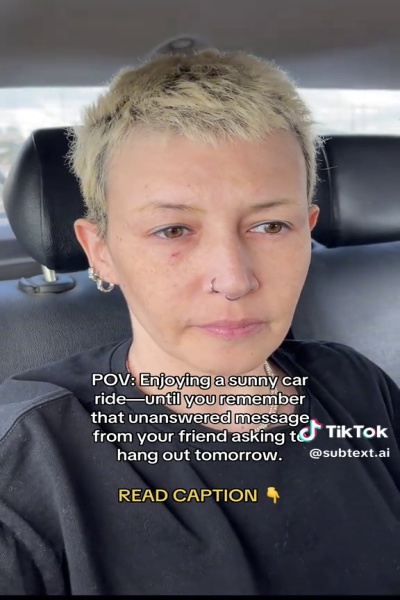 POV: Enjoying a sunny car
ride—until you remember
that unanswered message
from your friend asking to
hang out tomorrow.
TikTok
@subtext.ai
READ CAPTION 👇